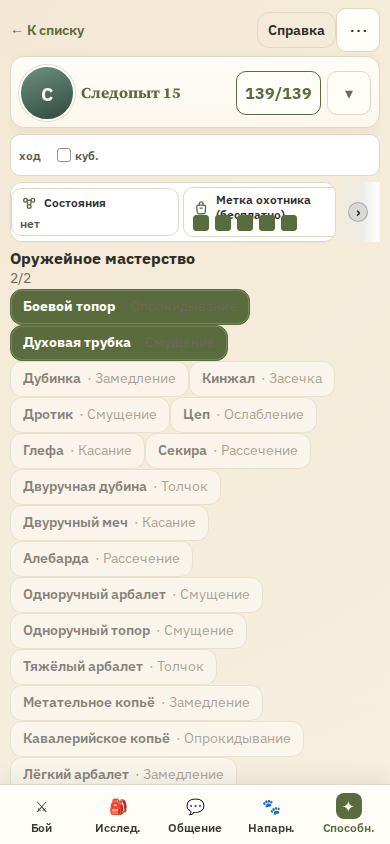 ← К списку
Справка
...
С
Следопыт 15
139/139
▾
ход
куб.
Состояния
нет
Метка охотника
(бесплатно)
›
Оружейное мастерство
2/2
Боевой топор · Опрокидывание
Духовая трубка · Смущение
Дубинка · Замедление
Кинжал · Засечка
Дротик · Смущение
Цеп · Ослабление
Глефа · Касание
Секира · Рассечение
Двуручная дубина · Толчок
Двуручный меч · Касание
Алебарда · Рассечение
Одноручный арбалет · Смущение
Одноручный топор · Смущение
Тяжёлый арбалет · Толчок
Метательное копьё · Замедление
Кавалерийское копьё · Опрокидывание
Лёгкий арбалет · Замедление
Бой
Исслед.
Общение
Напарн.
Способн.